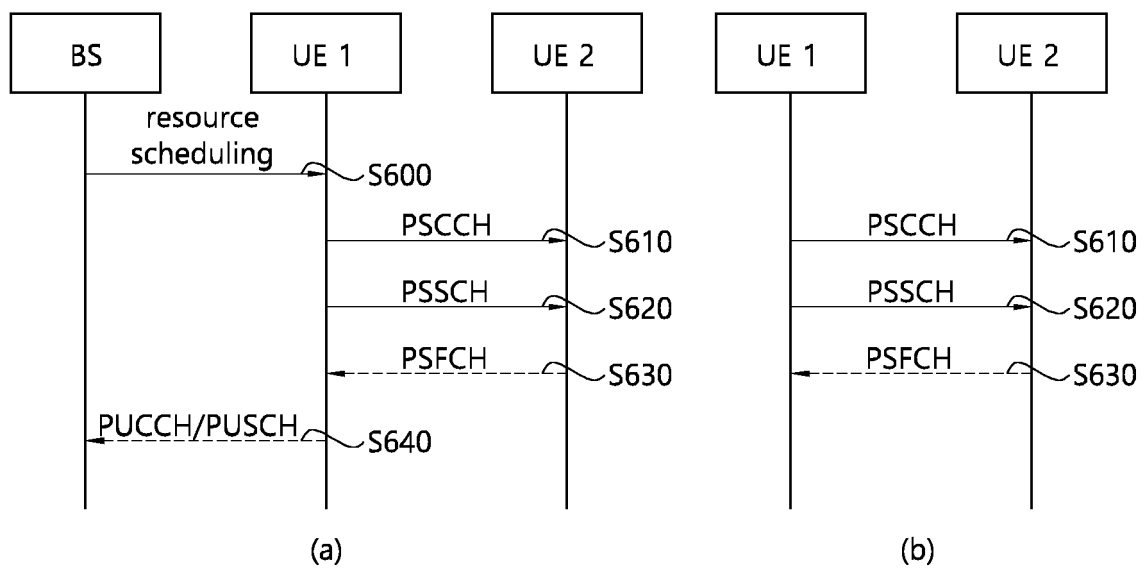 BS
UE 1
UE 2
UE 1
UE 2
resource
scheduling
S600
PSCCH
S610
PSCCH
S610
PSSCH
S620
PSSCH
S620
PSFCH
S630
PSFCH
S630
PUCCH/PUSCH
S640
(a)
(b)